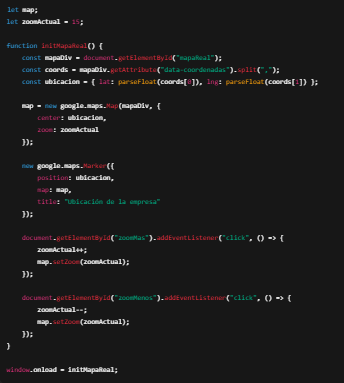 let map;
let zoomActual = 15;
function initMapaReal() {
const mapaDiv = document.getElementById("mapaReal");
const coords = mapaDiv.getAttribute("data-coordenadas").split(",");
const ubicacion = { lat: parseFloat(coords[0]), lng: parseFloat(coords[1]) };
map = new google.maps.Map(mapaDiv, {
center: ubicacion,
zoom: zoomActual
});
new google.maps.Marker({
position: ubicacion,
map: map,
title: "Ubicación de la empresa"
});
document.getElementById("zoomMas").addEventListener("click", () => {
zoomActual++;
map.setZoom(zoomActual);
});
document.getElementById("zoomMenos").addEventListener("click", () => {
zoomActual--;
map.setZoom(zoomActual);
});
}
window.onload = initMapaReal;